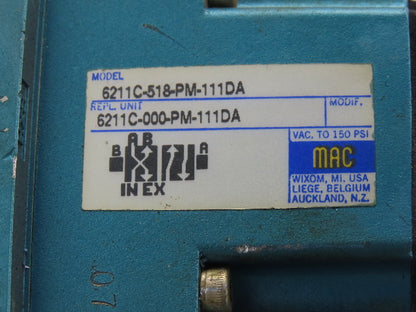 MODEL
6211C-518-PM-111DA
REPL. UNIT
MODIF.
6211C-000-PM-111DA
A B
B
A
IN EX
VAC. TO 150 PSI
MAC
WIXOM, MI. USA
LIEGE, BELGIUM
AUCKLAND, N.Z.